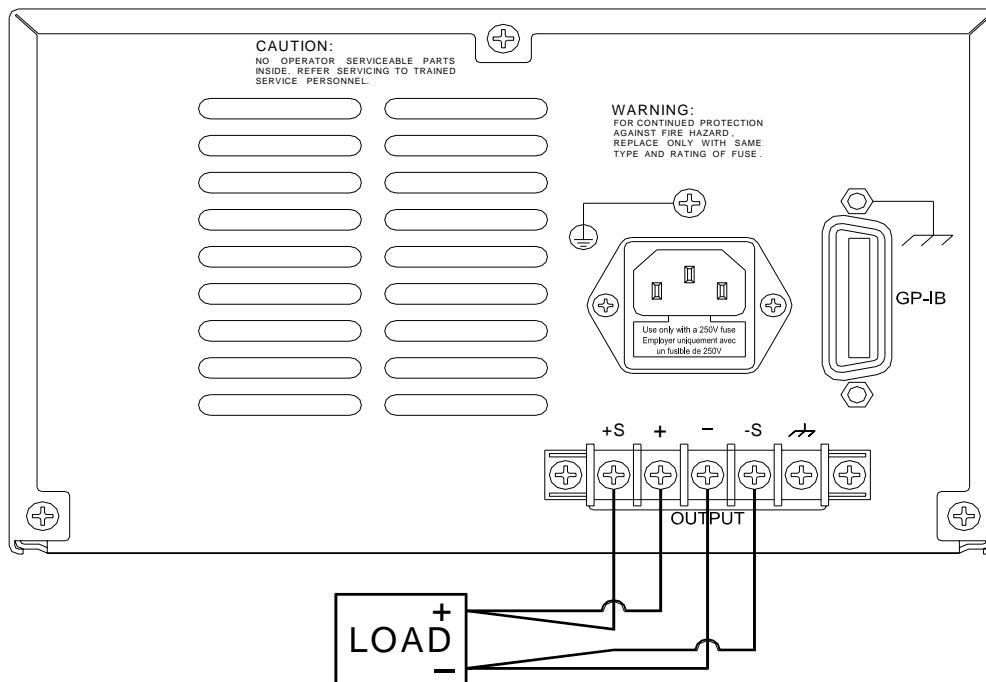 CAUTION:
NO OPERATOR SERVICEABLE PARTS
INSIDE. REFER SERVICING TO TRAINED
SERVICE PERSONNEL.
WARNING:
FOR CONTINUED PROTECTION
AGAINST FIRE HAZARD,
REPLACE ONLY WITH SAME
TYPE AND RATING OF FUSE.
GP-IB
Use only with a 250V fuse
Employer uniquement avec
un fusible de 250V
+S + − -S
OUTPUT
+
LOAD
−